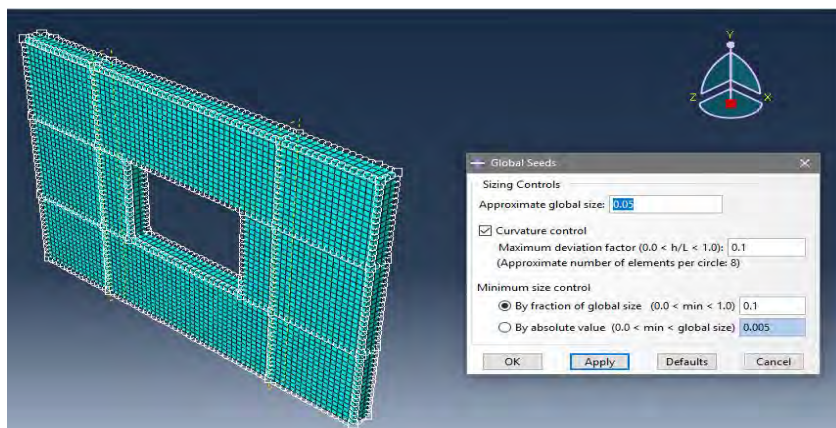 Y
Z
X
Global Seeds
Sizing Controls
Approximate global size: 0.05
Curvature control
Maximum deviation factor (0.0 < h/L < 1.0): 0.1
(Approximate number of elements per circle: 8)
Minimum size control
By fraction of global size (0.0 < min < 1.0) 0.1
By absolute value (0.0 < min < global size) 0.005
OK Apply Defaults Cancel